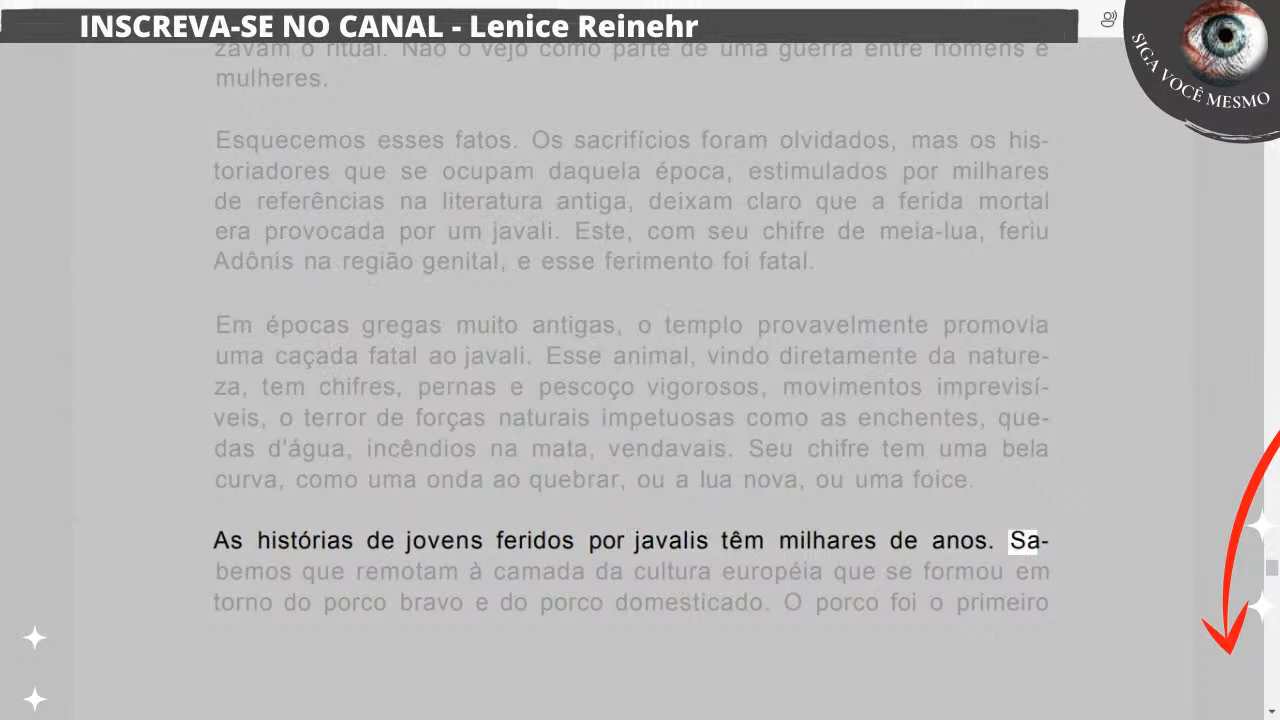 INSCREVA-SE NO CANAL - Lenice Reinehr
SIGA VOCÊ MESMO
zavam o ritual. Não o vejo como parte de uma guerra entre homens e
mulheres.
Esquecemos esses fatos. Os sacrifícios foram olvidados, mas os his-
toriadores que se ocupam daquela época, estimulados por milhares
de referências na literatura antiga, deixam claro que a ferida mortal
era provocada por um javali. Este, com seu chifre de meia-lua, feriu
Adônis na região genital, e esse ferimento foi fatal.
Em épocas gregas muito antigas, o templo provavelmente promovia
uma caçada fatal ao javali. Esse animal, vindo diretamente da nature-
za, tem chifres, pernas e pescoço vigorosos, movimentos imprevisí-
veis, o terror de forças naturais impetuosas como as enchentes, que-
das d'água, incêndios na mata, vendavais. Seu chifre tem uma bela
curva, como uma onda ao quebrar, ou a lua nova, ou uma foice.
As histórias de jovens feridos por javalis têm milhares de anos. Sa-
bemos que remotam à camada da cultura européia que se formou em
torno do porco bravo e do porco domesticado. O porco foi o primeiro